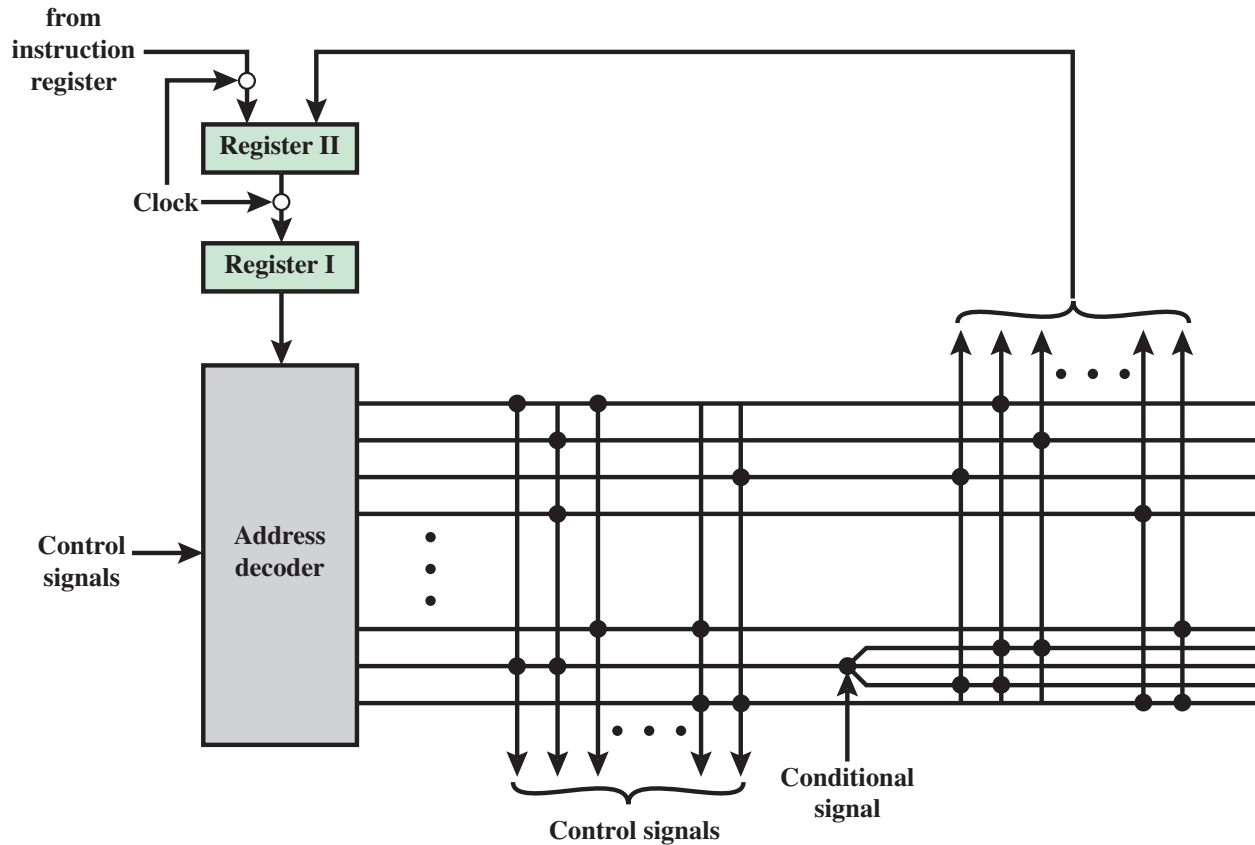 from
instruction
register
Register II
Clock
Register I
Address
decoder
Control
signals
Conditional
signal
Control signals